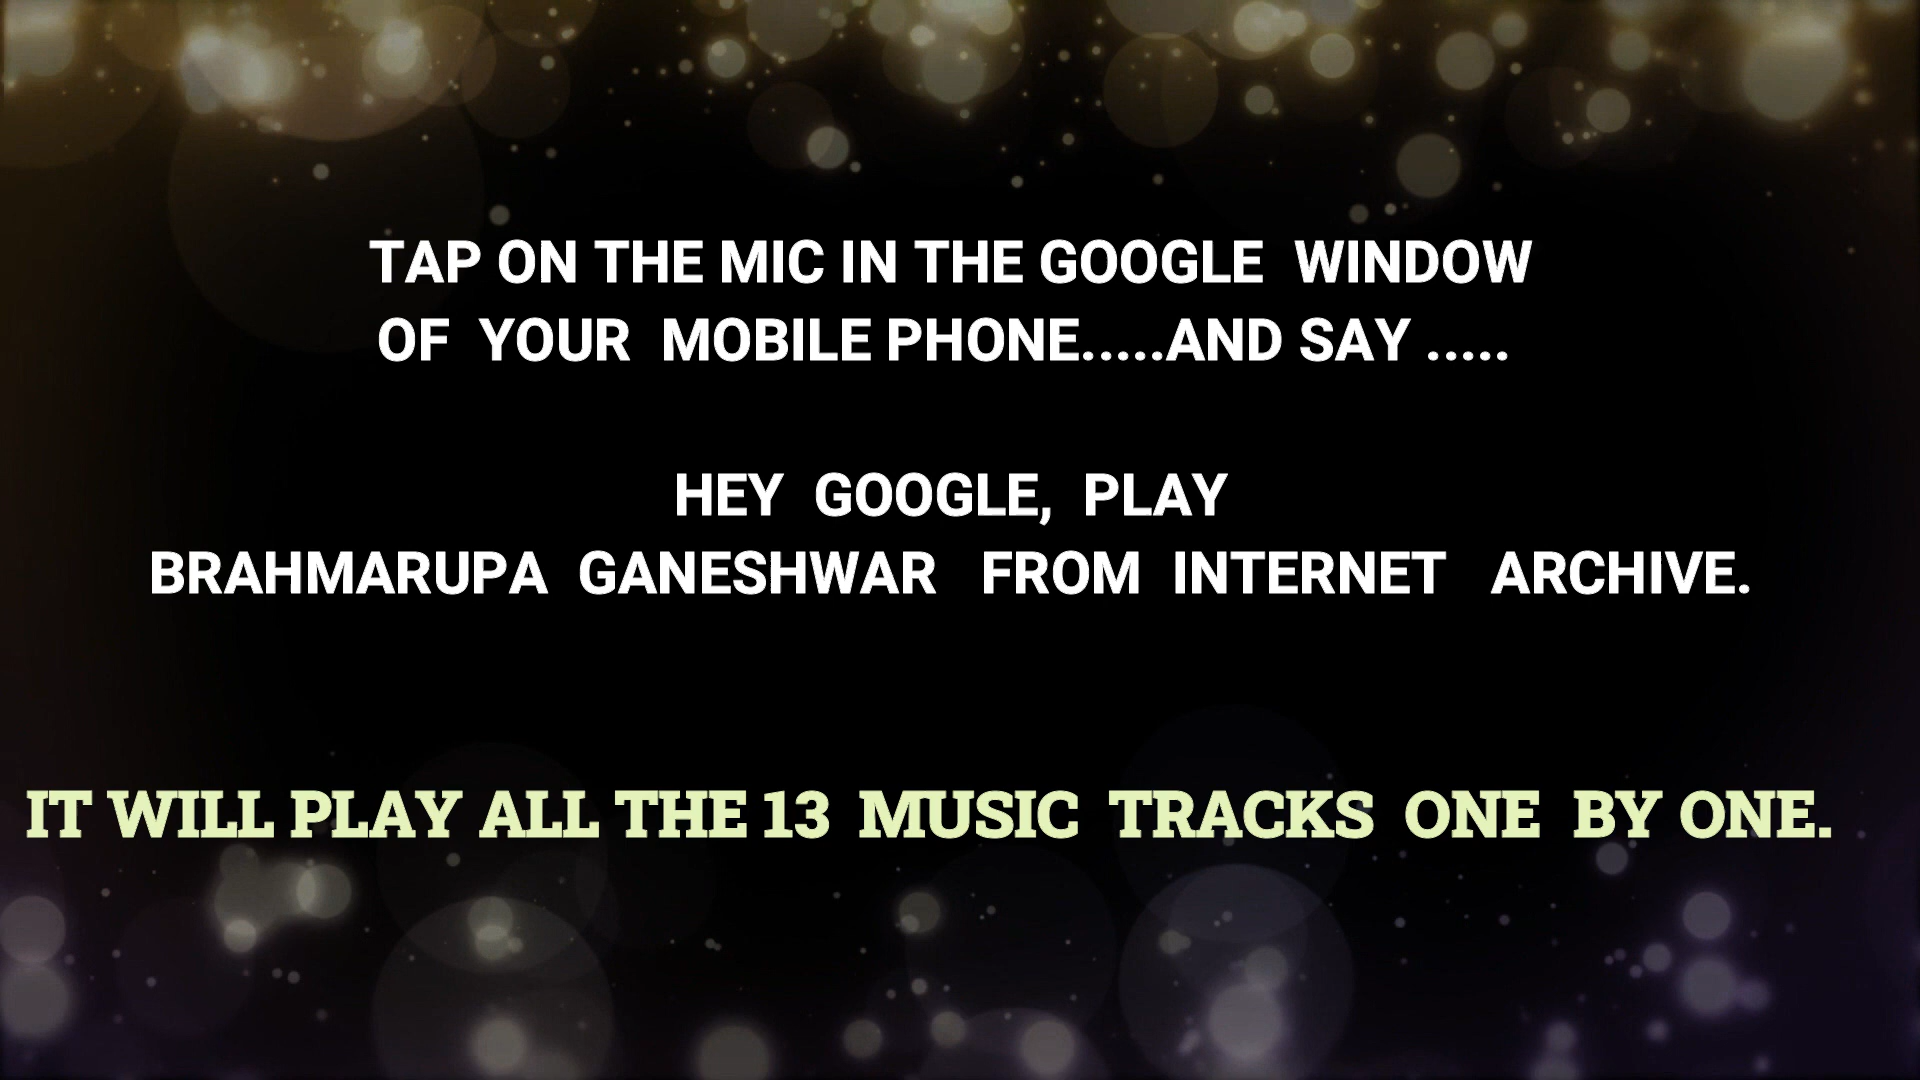 TAP ON THE MIC IN THE GOOGLE WINDOW
OF YOUR MOBILE PHONE.....AND SAY .....
HEY GOOGLE, PLAY
BRAHMARUPA GANESHWAR FROM INTERNET ARCHIVE.
IT WILL PLAY ALL THE 13 MUSIC TRACKS ONE BY ONE.